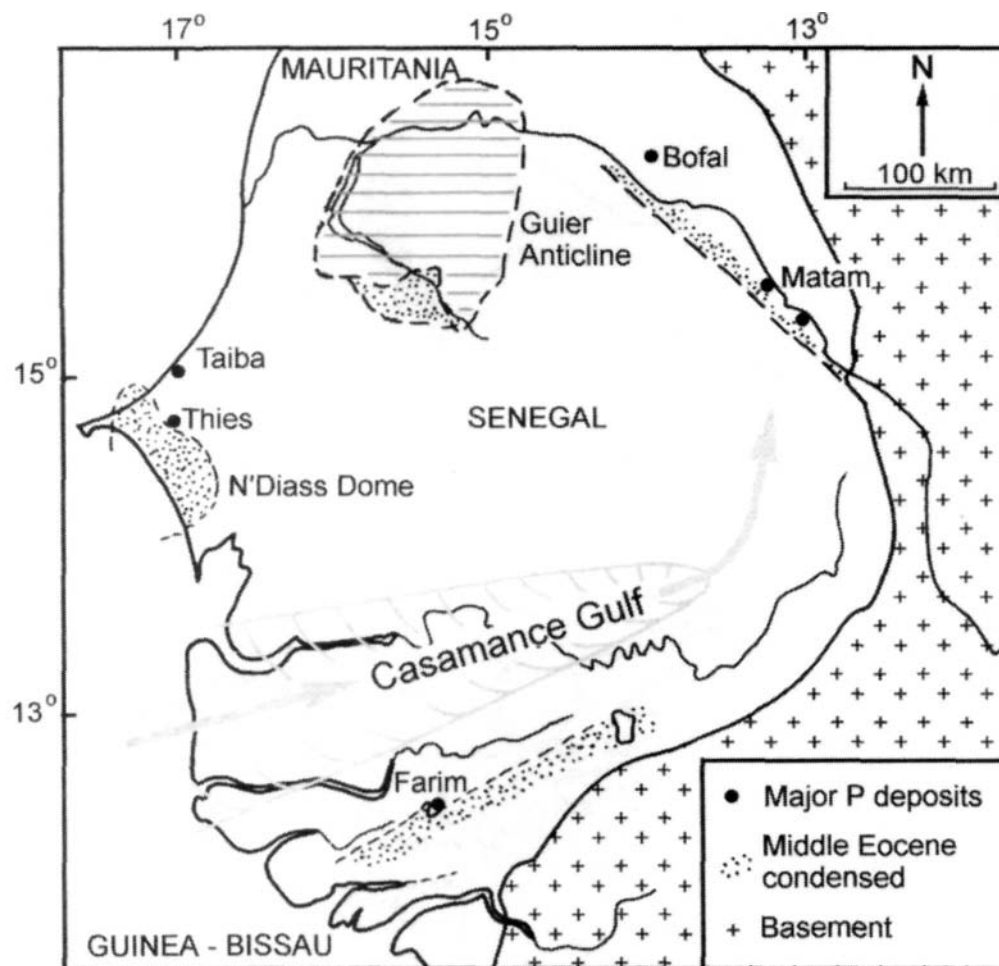 17° 15° 13°
MAURITANIA
N
100 km
Bofal
Guier
Anticline
Matam
15°
Taiba
Thies
SENEGAL
N'Diass Dome
Casamance Gulf
13°
Farim
Major P deposits
Middle Eocene
condensed
Basement
GUINEA - BISSAU